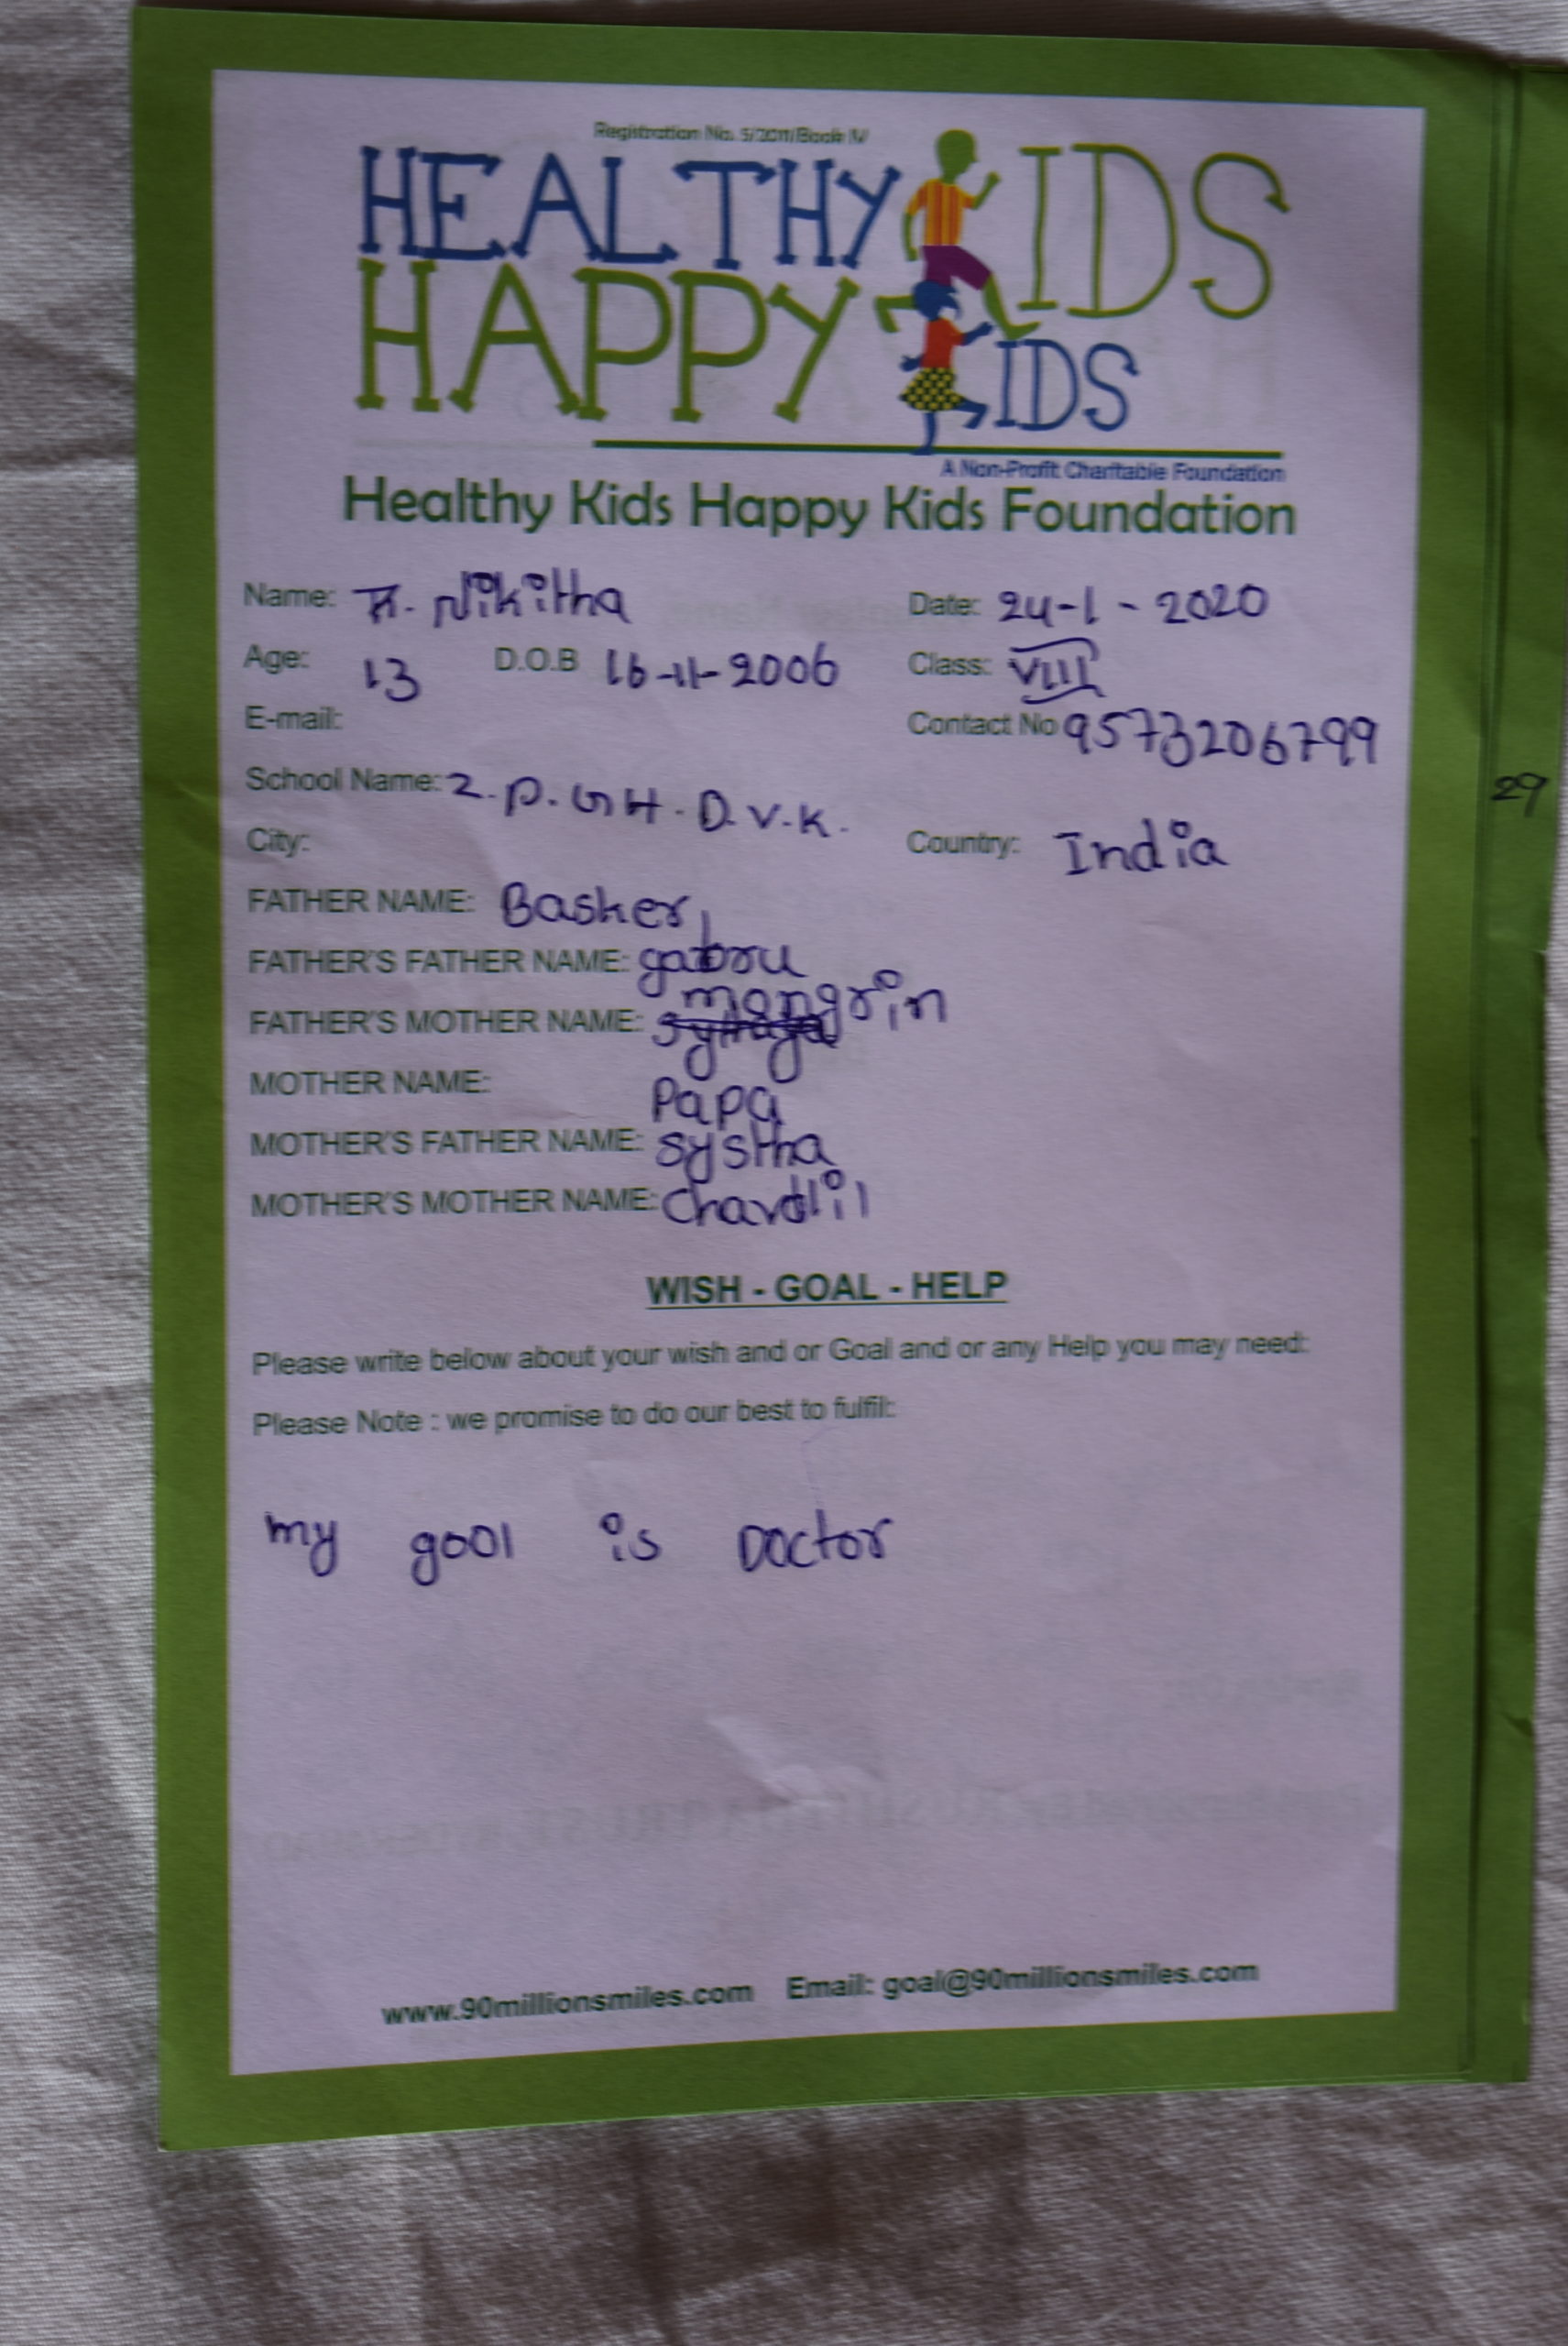 Registration No. 5/2011/Book IV
HEALTHY KIDS
HAPPY KIDS
A Non-Profit Charitable Foundation
Healthy Kids Happy Kids Foundation
Name: Nikitha Date: 24-1-2020
Age: 13 D.O.B 16-11-2006 Class: VIII
E-mail: Contact No 9573206799
School Name: Z.P.G H.D.V.K.
City: Country: India
29
FATHER NAME: Basker
FATHER'S FATHER NAME:
FATHER'S MOTHER NAME: mangrin
MOTHER NAME: Papa
MOTHER'S FATHER NAME: systha
MOTHER'S MOTHER NAME:
WISH - GOAL - HELP
Please write below about your wish and or Goal and or any Help you may need:
Please Note : we promise to do our best to fulfil:
my gool is Doctor
www.90millionsmiles.com Email: goal@90millionsmiles.com